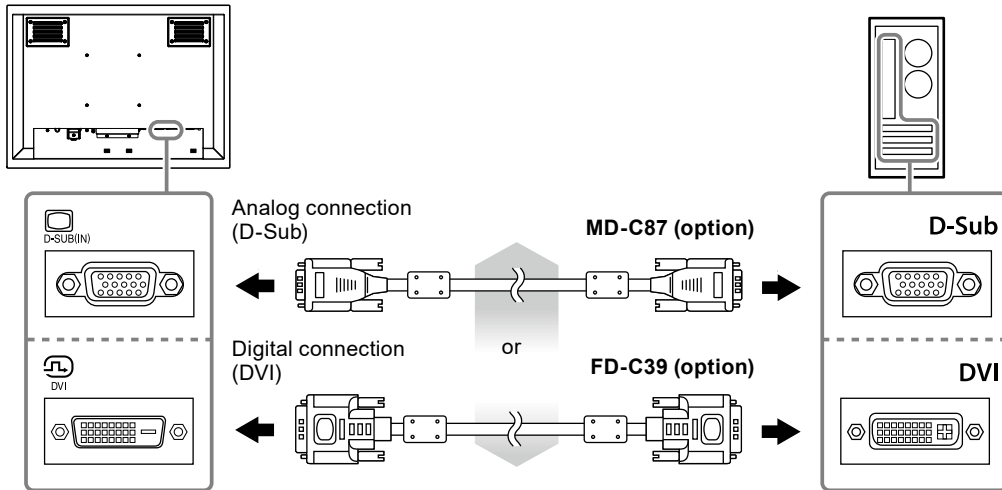 D-SUB(IN)
DVI
Analog connection
(D-Sub)
MD-C87 (option)
or
Digital connection
(DVI)
FD-C39 (option)
D-Sub
DVI